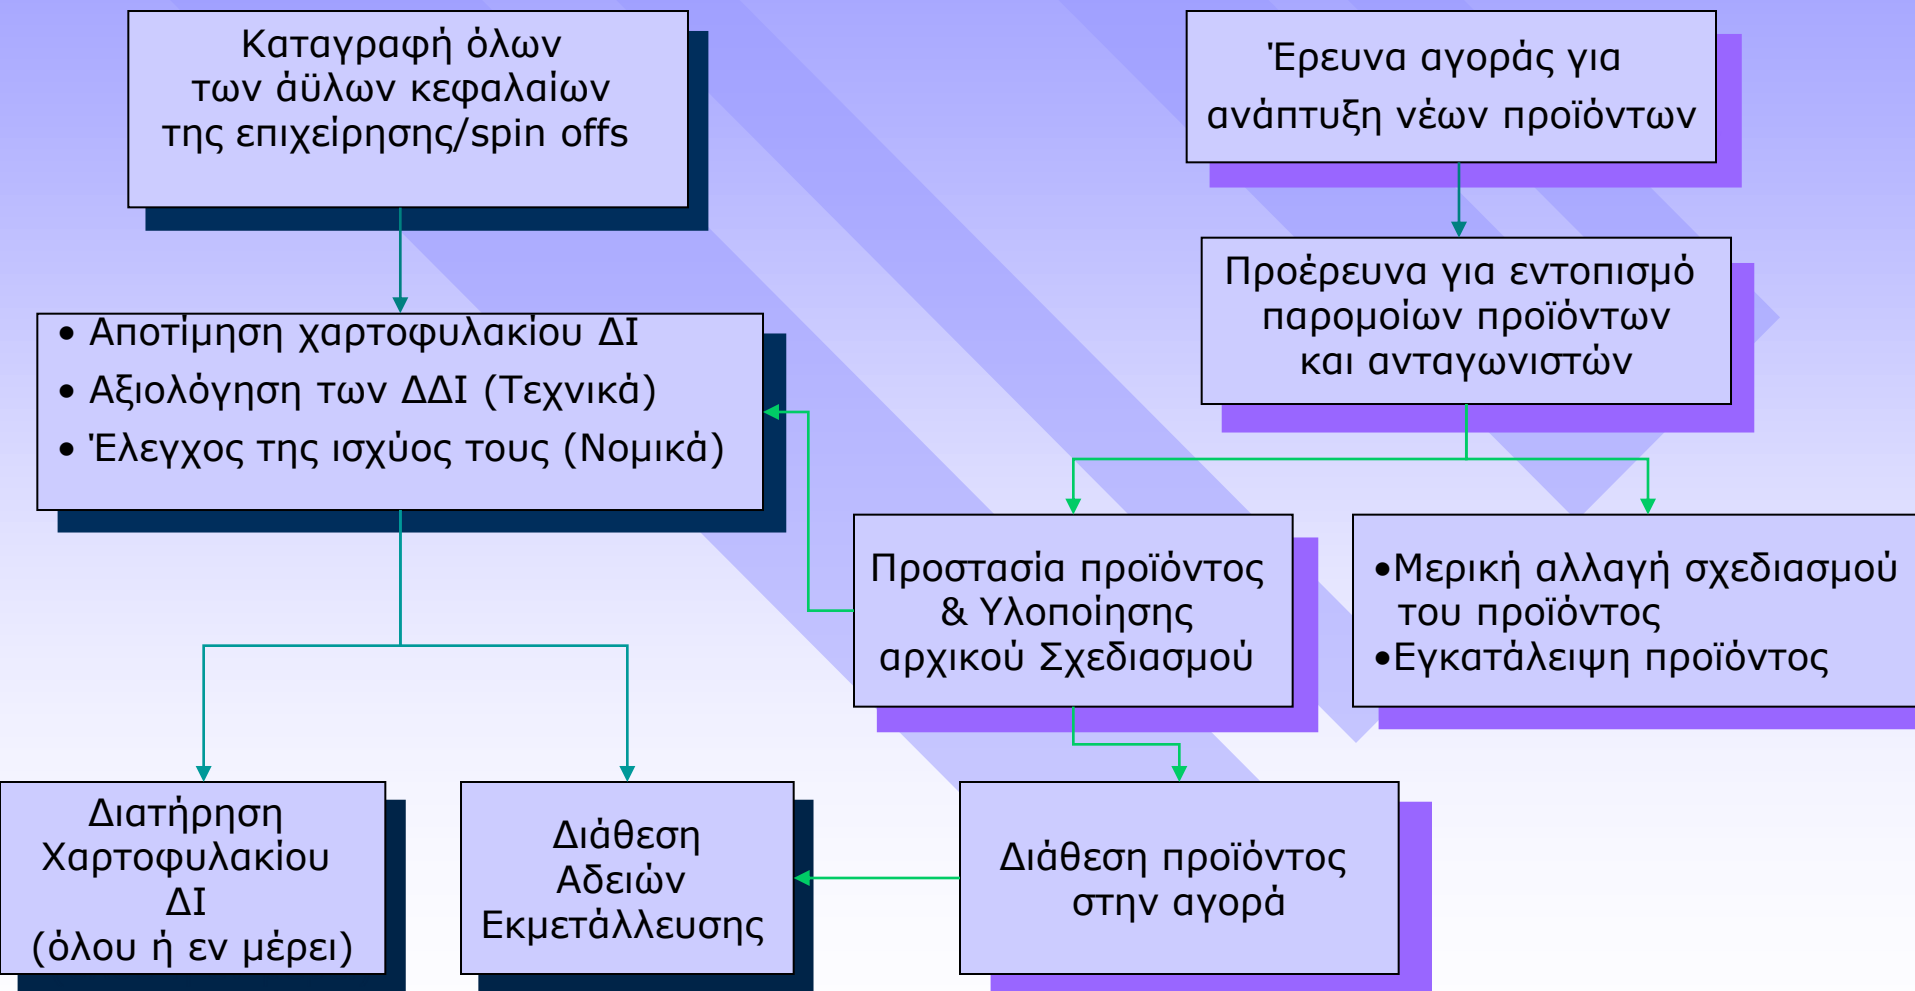 Καταγραφή όλων
των άϋλων κεφαλαίων
της επιχείρησης/spin offs
Έρευνα αγοράς για
ανάπτυξη νέων προϊόντων
Προέρευνα για εντοπισμό
παρομοίων προϊόντων
και ανταγωνιστών
• Αποτίμηση χαρτοφυλακίου ΔΙ
• Αξιολόγηση των ΔΔΙ (Τεχνικά)
• Έλεγχος της ισχύος τους (Νομικά)
Προστασία προϊόντος
& Υλοποίησης
αρχικού Σχεδιασμού
•Μερική αλλαγή σχεδιασμού
του προϊόντος
•Εγκατάλειψη προϊόντος
Διατήρηση
Χαρτοφυλακίου
ΔΙ
(όλου ή εν μέρει)
Διάθεση
Αδειών
Εκμετάλλευσης
Διάθεση προϊόντος
στην αγορά